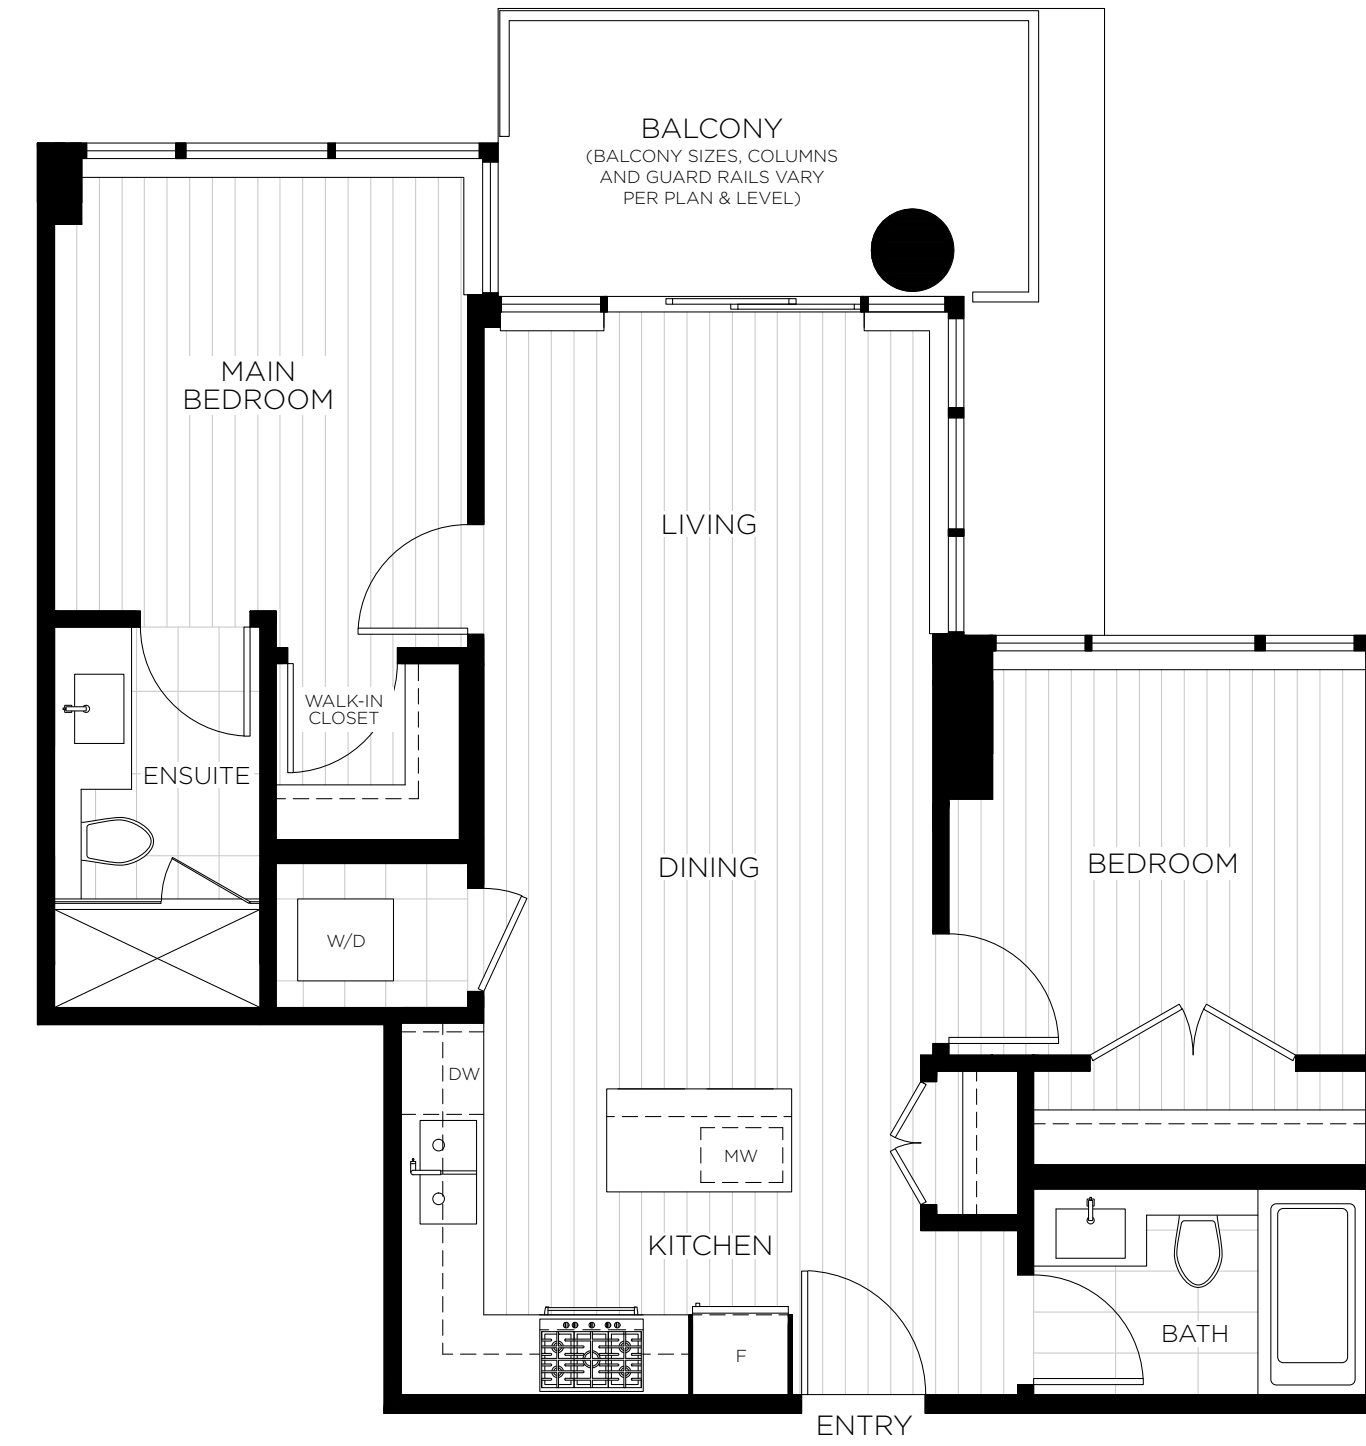 BALCONY
(BALCONY SIZES, COLUMNS
AND GUARD RAILS VARY
PER PLAN & LEVEL)
MAIN
BEDROOM
LIVING
WALK-IN
CLOSET
ENSUITE
DINING
BEDROOM
W/D
DW
MW
KITCHEN
BATH
F
ENTRY